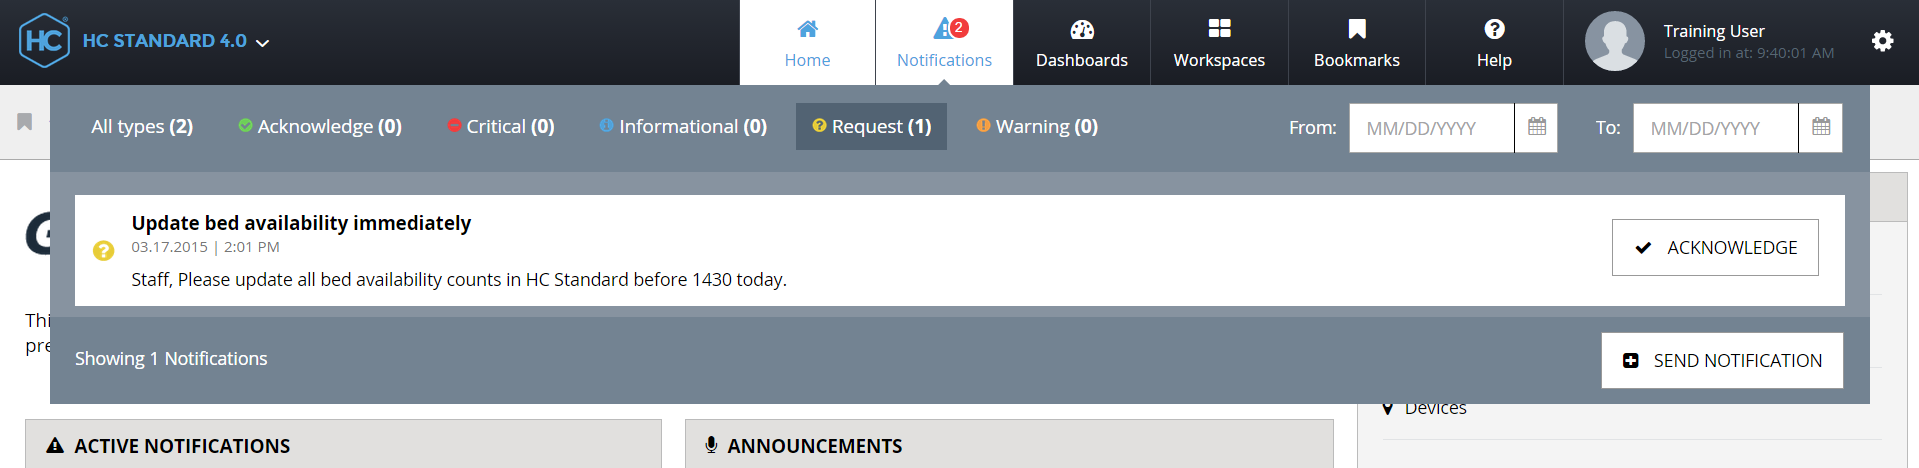 HC
HC STANDARD 4.0
Home
2
Notifications
Dashboards
Workspaces
Bookmarks
Help
Training User
Logged in at: 9:40:01 AM
All types (2)
Acknowledge (0)
Critical (0)
Informational (0)
Request (1)
Warning (0)
From:
MM/DD/YYYY
To:
MM/DD/YYYY
Update bed availability immediately
03.17.2015 | 2:01 PM
Staff, Please update all bed availability counts in HC Standard before 1430 today.
ACKNOWLEDGE
G
Thi
pre
Showing 1 Notifications
SEND NOTIFICATION
Devices
ACTIVE NOTIFICATIONS
ANNOUNCEMENTS